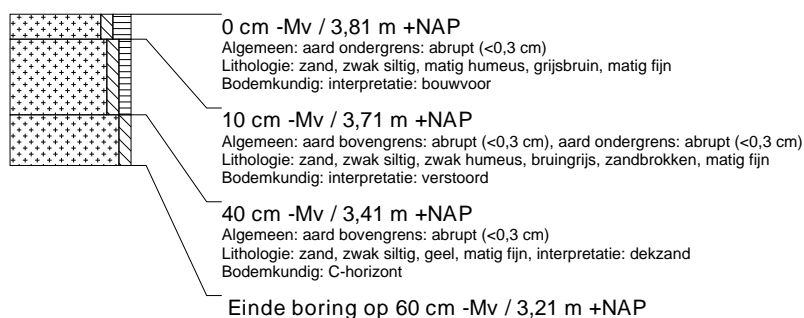 0 cm -Mv / 3,81 m +NAP
Algemeen: aard ondergrens: abrupt (<0,3 cm)
Lithologie: zand, zwak siltig, matig humeus, grijsbruin, matig fijn
Bodemkundig: interpretatie: bouwvoor
10 cm -Mv / 3,71 m +NAP
Algemeen: aard bovengrens: abrupt (<0,3 cm), aard ondergrens: abrupt (<0,3 cm)
Lithologie: zand, zwak siltig, zwak humeus, bruingrijs, zandbrokken, matig fijn
Bodemkundig: interpretatie: verstoord
40 cm -Mv / 3,41 m +NAP
Algemeen: aard bovengrens: abrupt (<0,3 cm)
Lithologie: zand, zwak siltig, geel, matig fijn, interpretatie: dekzand
Bodemkundig: C-horizont
Einde boring op 60 cm -Mv / 3,21 m +NAP